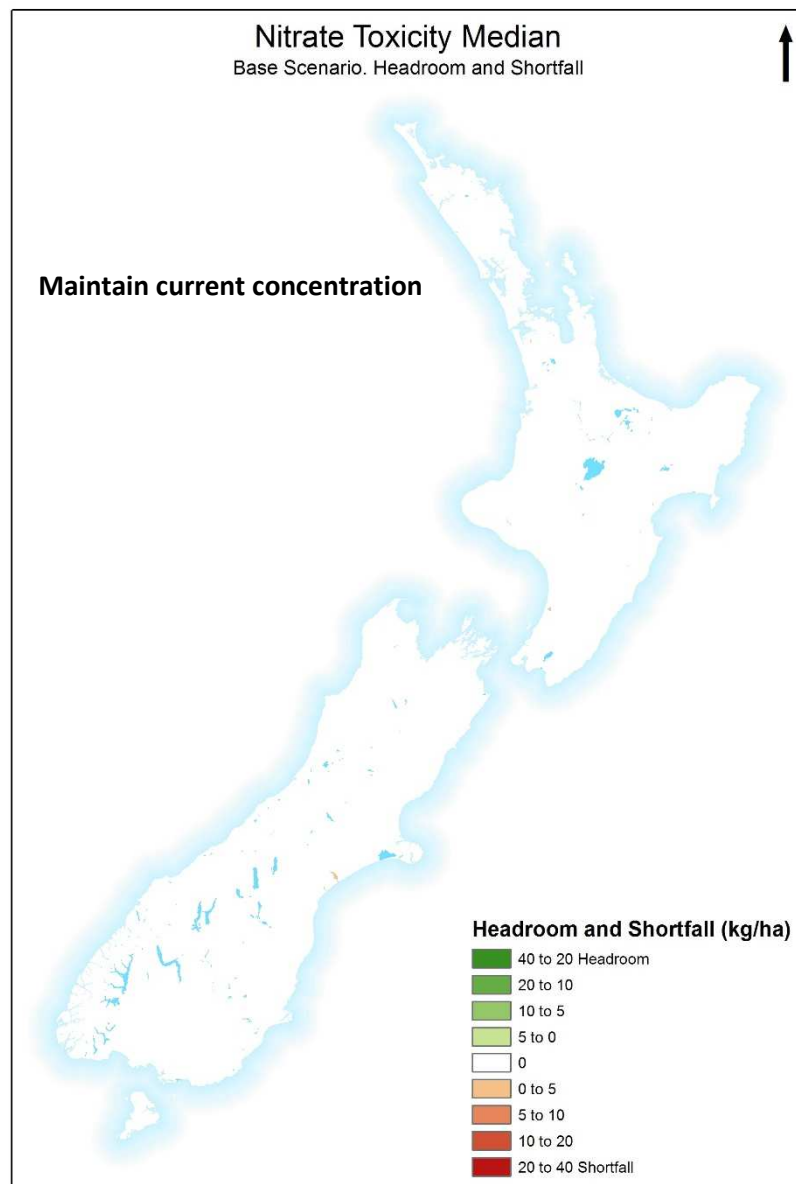 Nitrate Toxicity Median
Base Scenario. Headroom and Shortfall
Maintain current concentration
Headroom and Shortfall (kg/ha)
40 to 20 Headroom
20 to 10
10 to 5
5 to 0
0
0 to 5
5 to 10
10 to 20
20 to 40 Shortfall